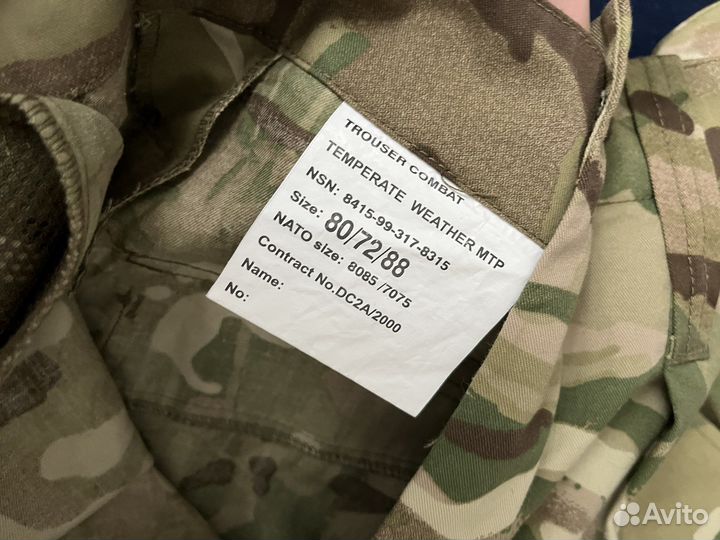 TROUSER COMBAT
TEMPERATE WEATHER MTP
NSN: 8415-99-317-8315
Size: 80/72/88
NATO size: 8085 /7075
Contract No.DC2A/2000
Name:
No:
Avito